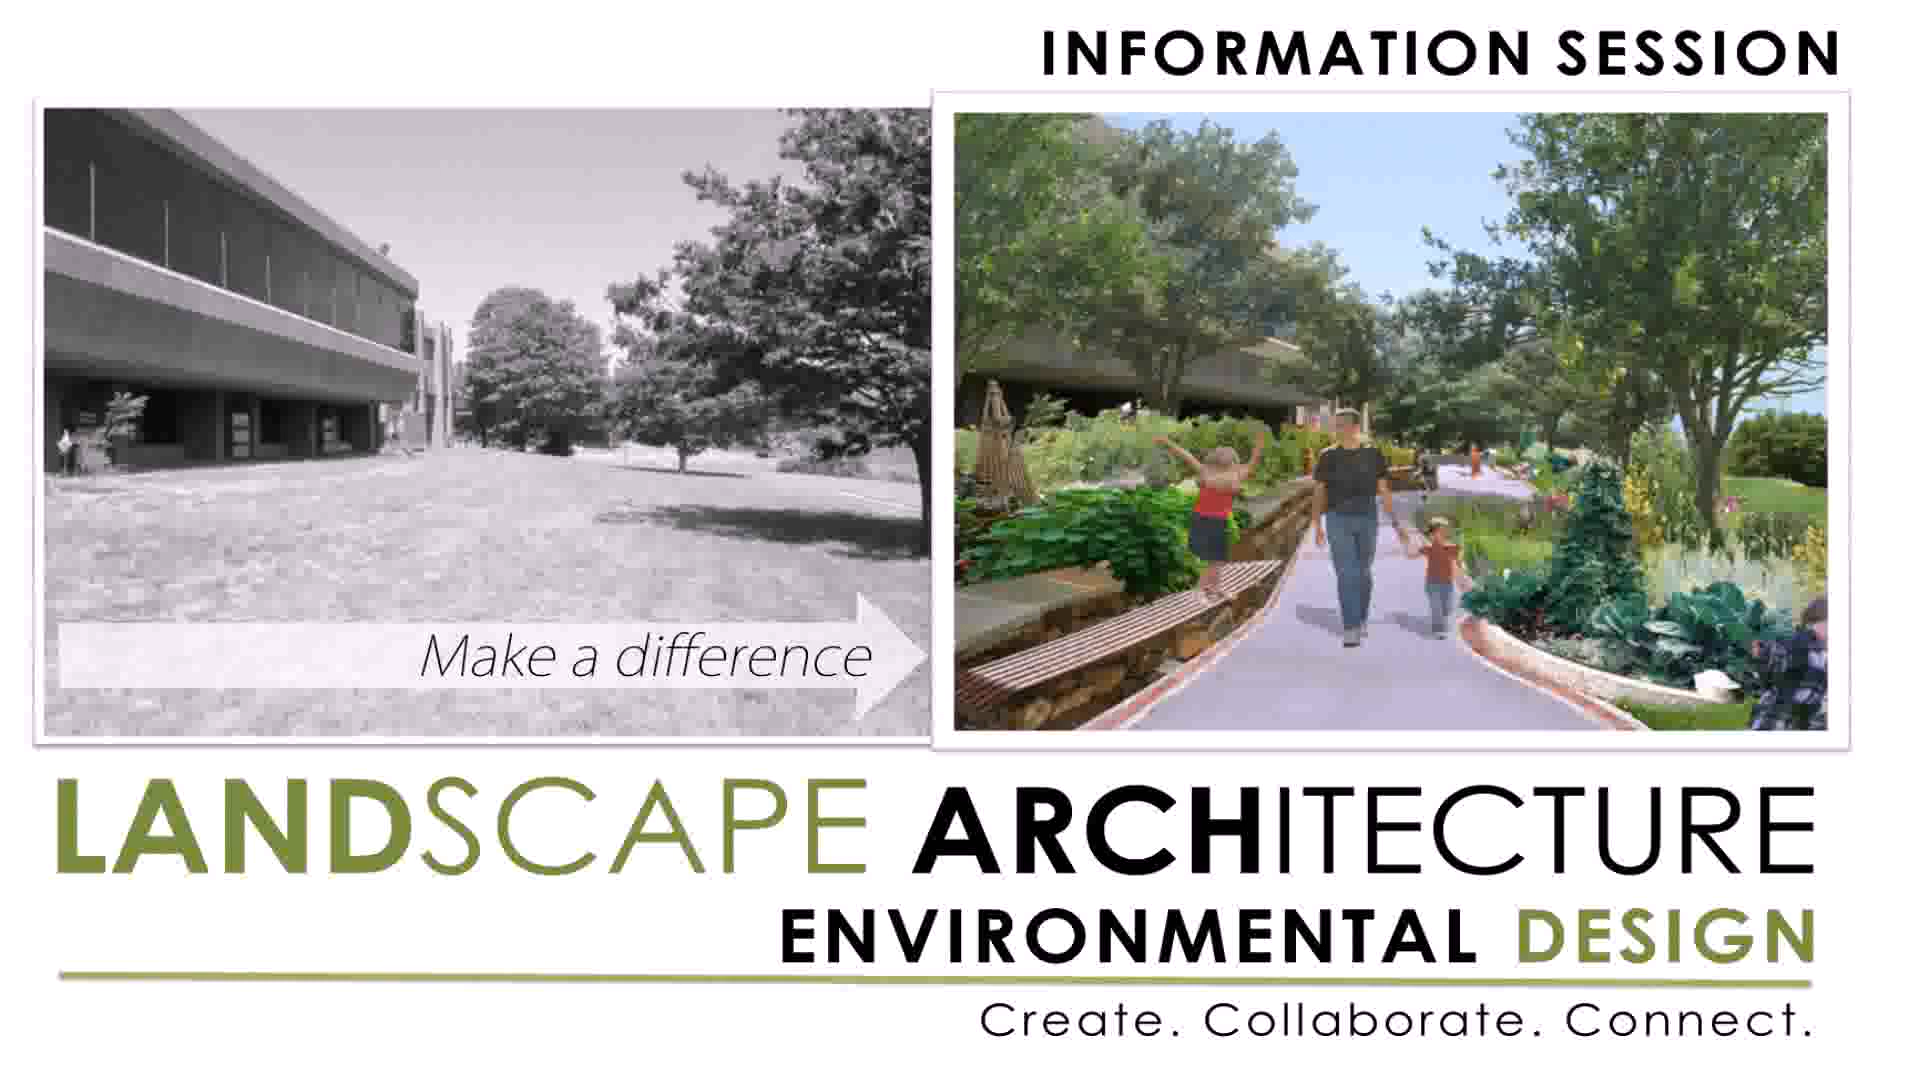 INFORMATION SESSION
Make a difference
LANDSCAPE ARCHITECTURE
ENVIRONMENTAL DESIGN
Create. Collaborate. Connect.